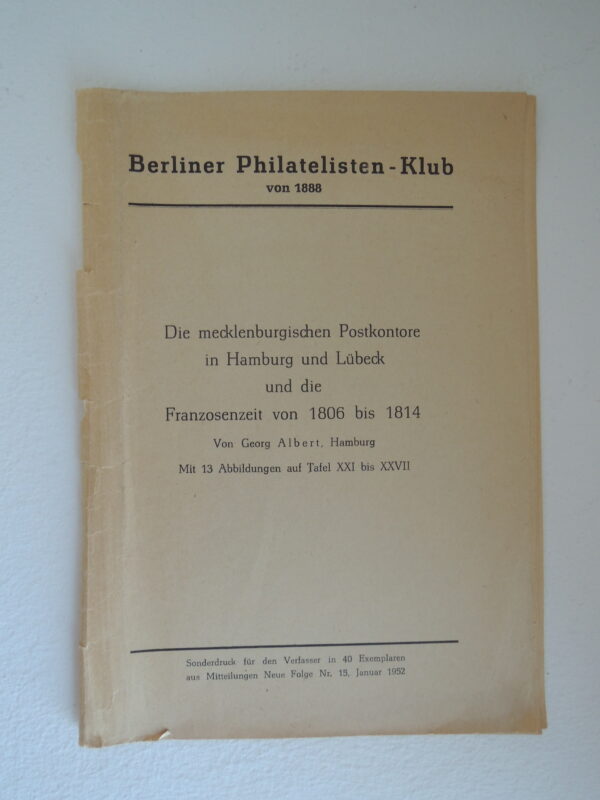 Berliner Philatelisten-Klub
von 1888
Die mecklenburgischen Postkontore
in Hamburg und Lübeck
und die
Franzosenzeit von 1806 bis 1814
Von Georg Albert, Hamburg
Mit 13 Abbildungen auf Tafel XXI bis XXVII
Sonderdruck für den Verfasser in 40 Exemplaren
aus Mitteilungen Neue Folge Nr. 15, Januar 1952